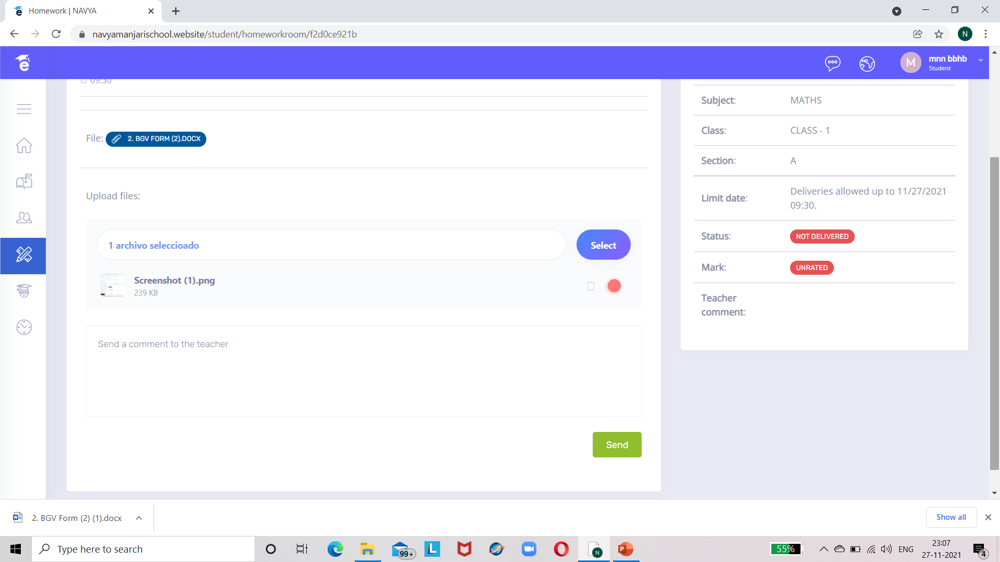 Homework | NAVYA
navyamanjarischool.website/student/homeworkroom/f2d0ce921b
N
e
M
mnn bbhb
Student
09:30
File: 2. BGV FORM (2).DOCX
Upload files:
1 archivo seleccioado
Select
Screenshot (1).png
239 KB
Send a comment to the teacher
Send
Subject: MATHS
Class: CLASS - 1
Section: A
Limit date: Deliveries allowed up to 11/27/2021
09:30.
Status: NOT DELIVERED
Mark: UNRATED
Teacher
comment:
2. BGV Form (2) (1).docx
Show all
Type here to search
99+
L
N
P
55%
ENG
23:07
27-11-2021
4